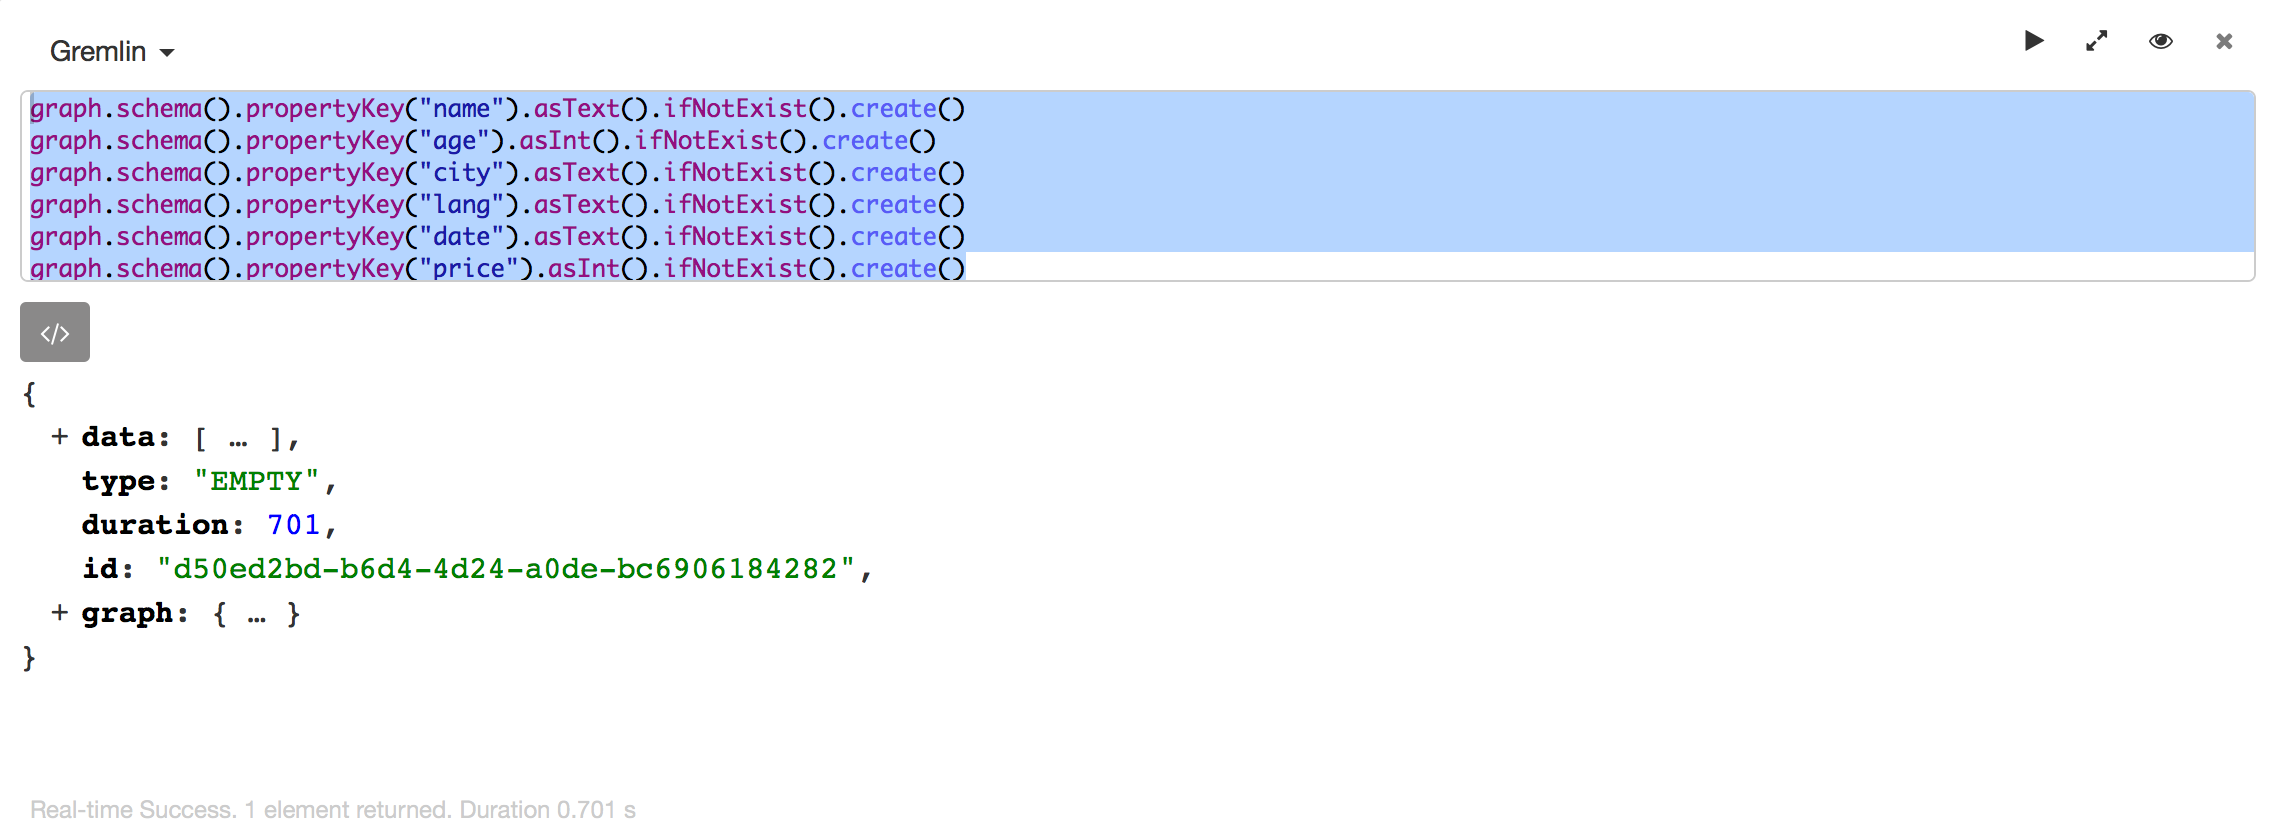 Gremlin
graph.schema().propertyKey("name").asText().ifNotExist().create()
graph.schema().propertyKey("age").asInt().ifNotExist().create()
graph.schema().propertyKey("city").asText().ifNotExist().create()
graph.schema().propertyKey("lang").asText().ifNotExist().create()
graph.schema().propertyKey("date").asText().ifNotExist().create()
graph.schema().propertyKey("price").asInt().ifNotExist().create()
</>
{
+ data: [ … ],
type: "EMPTY",
duration: 701,
id: "d50ed2bd-b6d4-4d24-a0de-bc6906184282",
+ graph: { … }
}
Real-time Success. 1 element returned. Duration 0.701 s